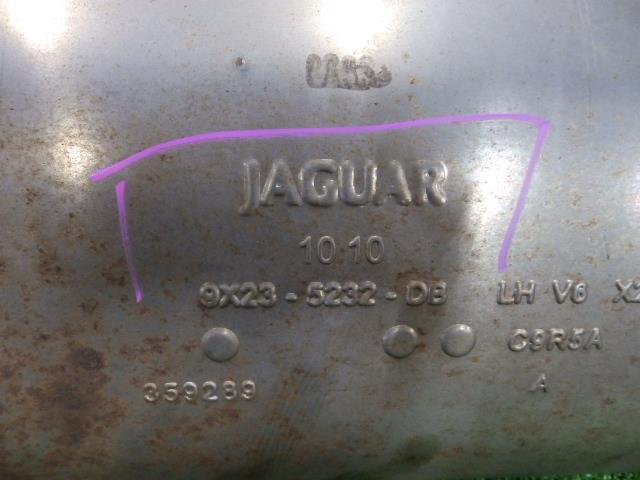 JAGUAR
10 10
9X23 - 5232 - DB LH V6
C9R5A
359289
A